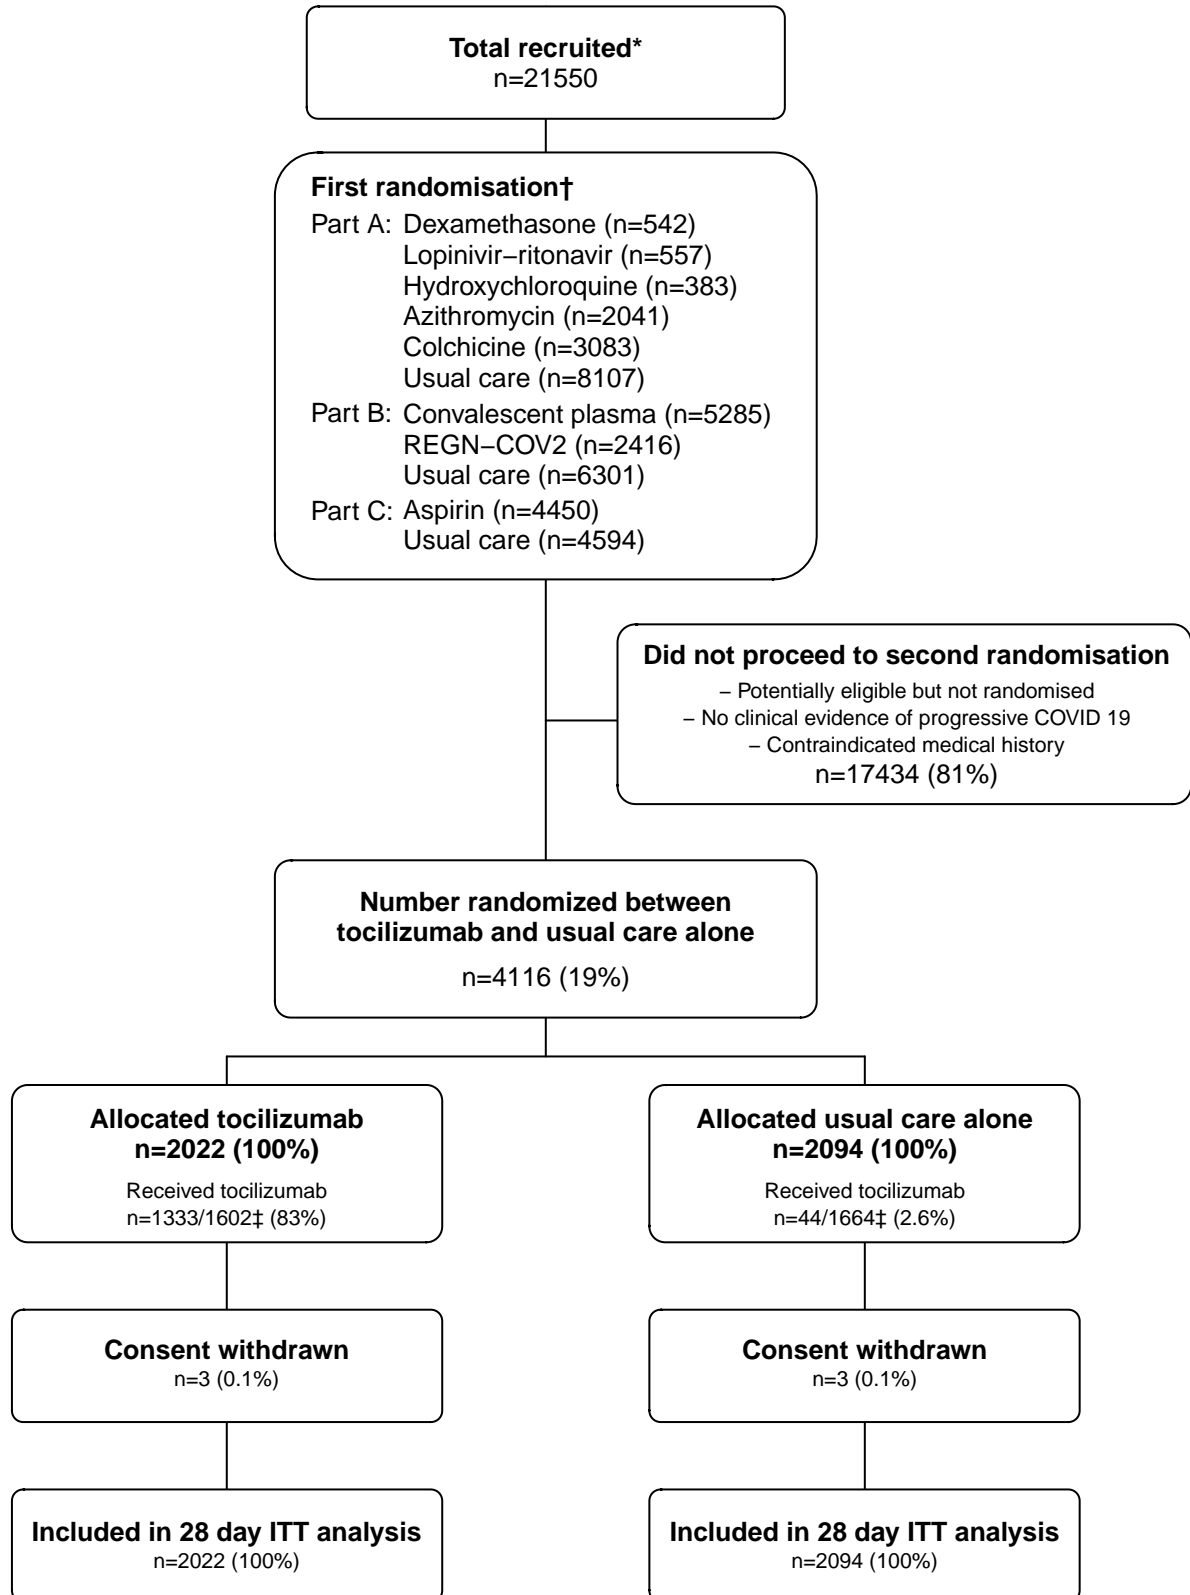 Total recruited*
n=21550
First randomisation†
Part A: Dexamethasone (n=542)
Lopinivir−ritonavir (n=557)
Hydroxychloroquine (n=383)
Azithromycin (n=2041)
Colchicine (n=3083)
Usual care (n=8107)
Part B: Convalescent plasma (n=5285)
REGN−COV2 (n=2416)
Usual care (n=6301)
Part C: Aspirin (n=4450)
Usual care (n=4594)
Did not proceed to second randomisation
− Potentially eligible but not randomised
− No clinical evidence of progressive COVID 19
− Contraindicated medical history
n=17434 (81%)
Number randomized between
tocilizumab and usual care alone
n=4116 (19%)
Allocated tocilizumab
n=2022 (100%)
Received tocilizumab
n=1333/1602‡ (83%)
Allocated usual care alone
n=2094 (100%)
Received tocilizumab
n=44/1664‡ (2.6%)
Consent withdrawn
n=3 (0.1%)
Consent withdrawn
n=3 (0.1%)
Included in 28 day ITT analysis
n=2022 (100%)
Included in 28 day ITT analysis
n=2094 (100%)